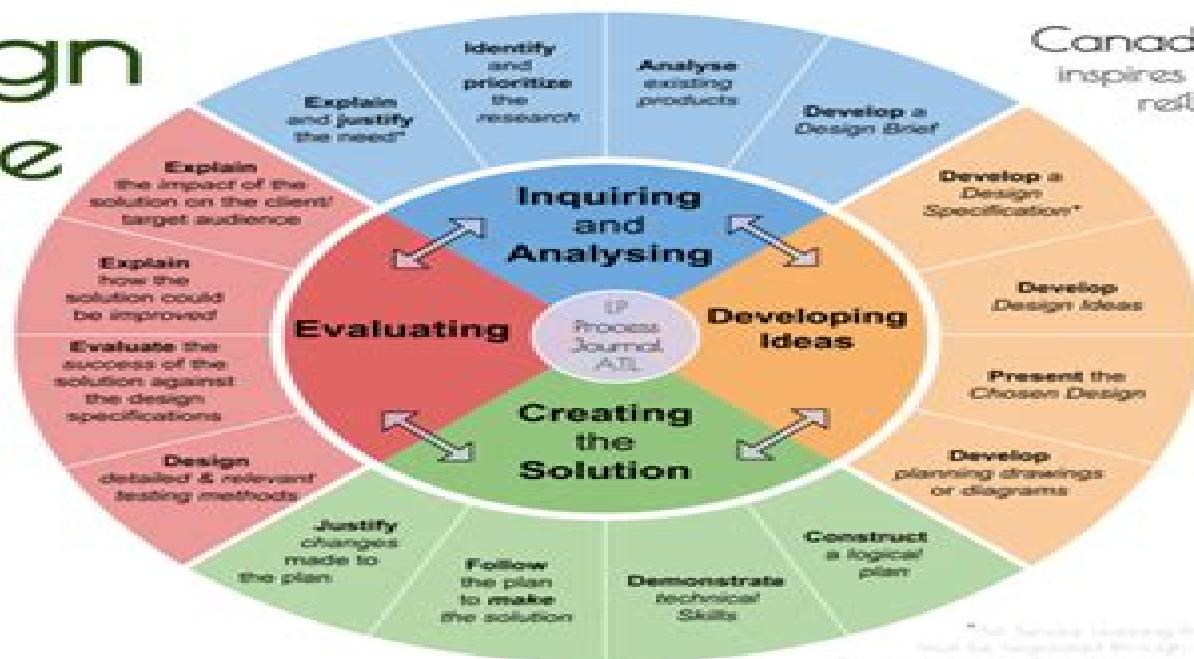 gn
e
Canad
inspires
Explain
and justify
the need*
Identify
and
prioritize
the
research
Analyse
existing
products
Develop a
Design Brief
Develop a
Design
Specification*
Develop
Design Ideas
Present the
Chosen Design
Develop
planning drawings
or diagrams
Construct
a logical
plan
Demonstrate
technical
Skills
Follow
the plan
to make
the solution
Justify
changes
made to
the plan
Design
detailed & relevant
testing methods
Evaluate the
success of the
solution against
the design
specifications
Explain
how the
solution could
be improved
Explain
the impact of the
solution on the client/
target audience
Inquiring
and
Analysing
Developing
Ideas
Creating
the
Solution
Evaluating
LP
Process
Journal
ATL